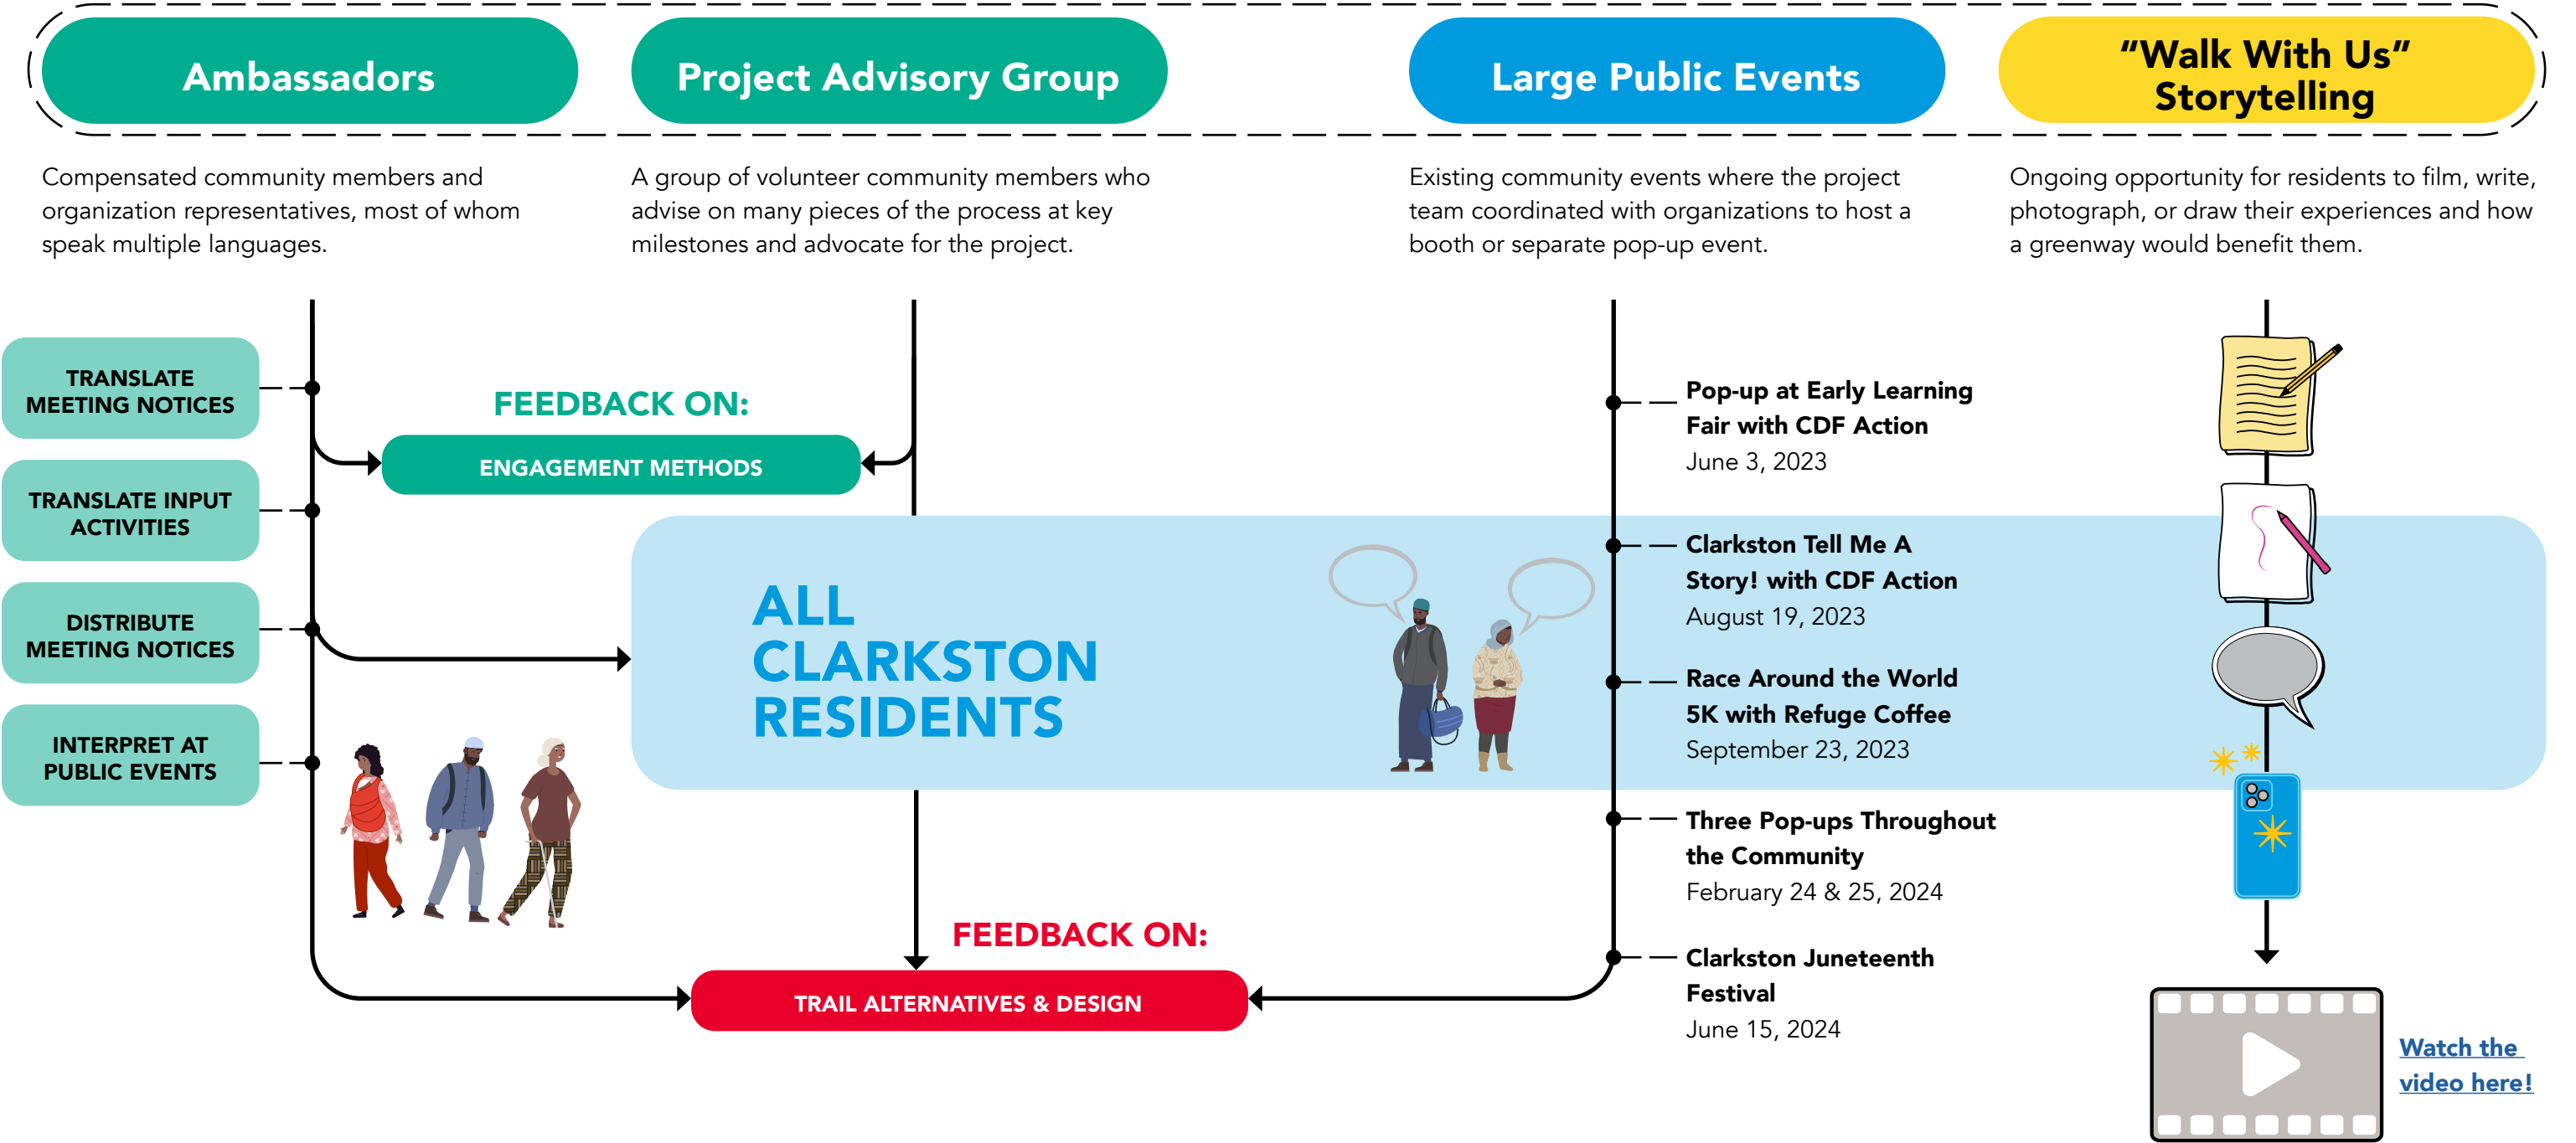 Ambassadors
Project Advisory Group
Large Public Events
“Walk With Us”
Storytelling
Compensated community members and
organization representatives, most of whom
speak multiple languages.
A group of volunteer community members who
advise on many pieces of the process at key
milestones and advocate for the project.
Existing community events where the project
team coordinated with organizations to host a
booth or separate pop-up event.
Ongoing opportunity for residents to film, write,
photograph, or draw their experiences and how
a greenway would benefit them.
TRANSLATE
MEETING NOTICES
TRANSLATE INPUT
ACTIVITIES
DISTRIBUTE
MEETING NOTICES
INTERPRET AT
PUBLIC EVENTS
FEEDBACK ON:
ENGAGEMENT METHODS
ALL
CLARKSTON
RESIDENTS
FEEDBACK ON:
TRAIL ALTERNATIVES & DESIGN
Pop-up at Early Learning
Fair with CDF Action
June 3, 2023
Clarkston Tell Me A
Story! with CDF Action
August 19, 2023
Race Around the World
5K with Refuge Coffee
September 23, 2023
Three Pop-ups Throughout
the Community
February 24 & 25, 2024
Clarkston Juneteenth
Festival
June 15, 2024
Watch the
video here!